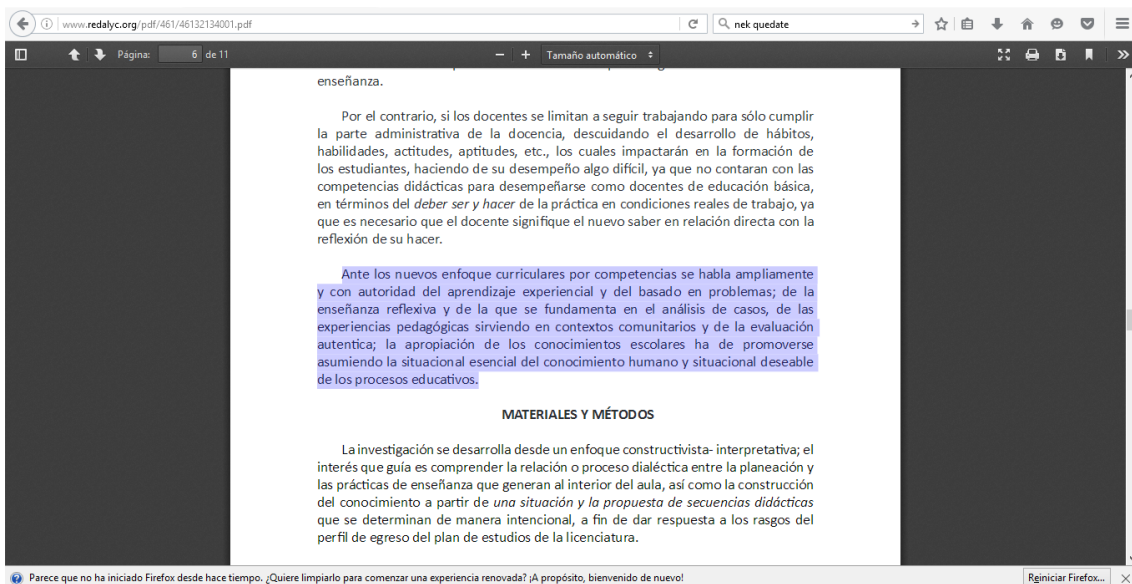 www.redalyc.org/pdf/461/46132134001.pdf
nek quedate
Página: 6 de 11
Tamaño automático
enseñanza.
Por el contrario, si los docentes se limitan a seguir trabajando para sólo cumplir
la parte administrativa de la docencia, descuidando el desarrollo de hábitos,
habilidades, actitudes, aptitudes, etc., los cuales impactarán en la formación de
los estudiantes, haciendo de su desempeño algo difícil, ya que no contaran con las
competencias didácticas para desempeñarse como docentes de educación básica,
en términos del deber ser y hacer de la práctica en condiciones reales de trabajo, ya
que es necesario que el docente signifique el nuevo saber en relación directa con la
reflexión de su hacer.
Ante los nuevos enfoque curriculares por competencias se habla ampliamente
y con autoridad del aprendizaje experiencial y del basado en problemas; de la
enseñanza reflexiva y de la que se fundamenta en el análisis de casos, de las
experiencias pedagógicas sirviendo en contextos comunitarios y de la evaluación
autentica; la apropiación de los conocimientos escolares ha de promoverse
asumiendo la situacional esencial del conocimiento humano y situacional deseable
de los procesos educativos.
MATERIALES Y MÉTODOS
La investigación se desarrolla desde un enfoque constructivista- interpretativa; el
interés que guía es comprender la relación o proceso dialéctica entre la planeación y
las prácticas de enseñanza que generan al interior del aula, así como la construcción
del conocimiento a partir de una situación y la propuesta de secuencias didácticas
que se determinan de manera intencional, a fin de dar respuesta a los rasgos del
perfil de egreso del plan de estudios de la licenciatura.
Parece que no ha iniciado Firefox desde hace tiempo. ¿Quiere limpiarlo para comenzar una experiencia renovada? ¡A propósito, bienvenido de nuevo!
Reiniciar Firefox...